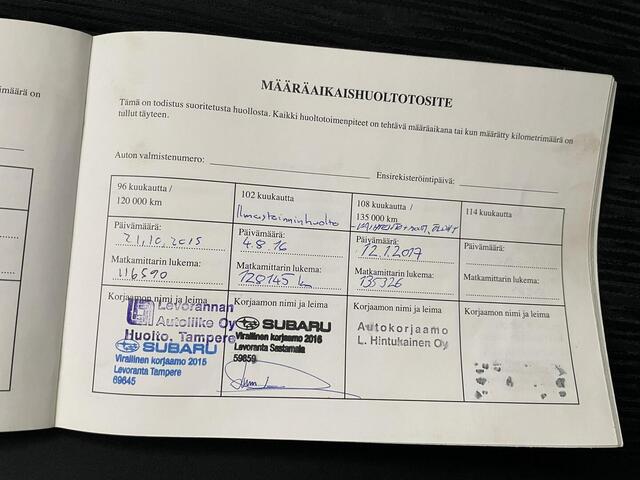 määrä on
MÄÄRÄAIKAISHUOLTOTOSITE
Tämä on todistus suoritetusta huollosta. Kaikki huoltotoimenpiteet on tehtävä määräaikana tai kun määrätty kilometrimäärä on
tullut täyteen.
Auton valmistenumero:
Ensirekisteröintipäivä:
96 kuukautta /
120 000 km
Päivämäärä:
21.10.2015
Matkamittarin lukema:
116590
Korjaamon nimi ja leima
Levorannan
Autoliike Oy
Huolto, Tampere
SUBARU
Virallinen korjaamo 2015
Levoranta Tampere
69645
102 kuukautta
Ilmastoinninhuolto
Päivämäärä:
4.8.16
Matkamittarin lukema:
128145 km
Korjaamon nimi ja leima
SUBARU
Virallinen korjaamo 2016
Levoranta Sastamala
59659
108 kuukautta /
135 000 km
Päivämäärä:
12.1.2017
Matkamittarin lukema:
135326
Korjaamon nimi ja leima
Autokorjaamo
L. Hintukainen Oy
114 kuukautta
Päivämäärä:
Matkamittarin lukema:
Korjaamon nimi ja leima